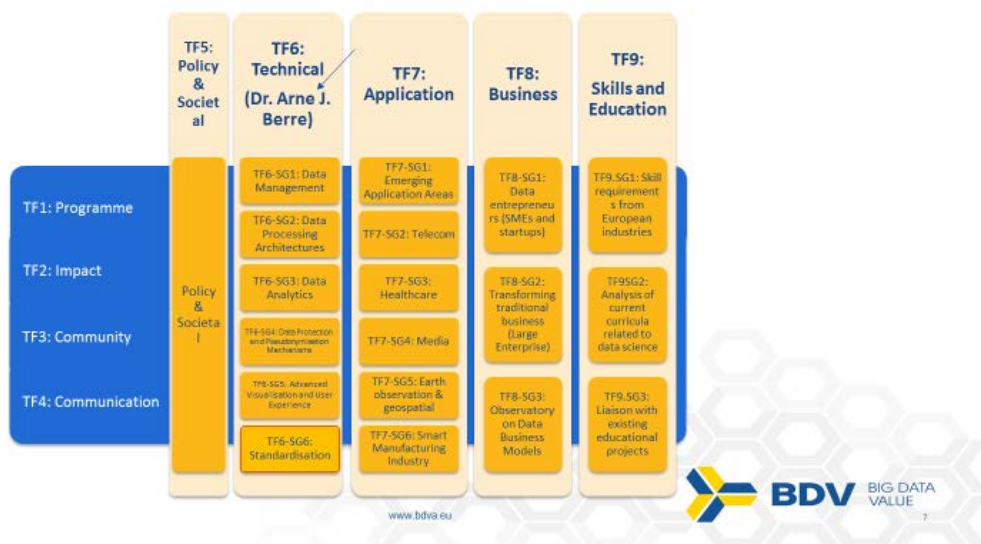 TF5:
Policy
&
Societ
al
TF6:
Technical
(Dr. Arne J.
Berre)
TF7:
Application
TF8:
Business
TF9:
Skills and
Education
TF1: Programme
TF2: Impact
TF3: Community
TF4: Communication
Policy
&
Societa
l
TF6-SG1: Data
Management
TF6-SG2: Data
Processing
Architectures
TF6-SG3: Data
Analytics
TF6-SG4: Data Protection
and Pseudonymisation
Mechanisms
TF6-SG5: Advanced
Visualisation and User
Experience
TF6-SG6:
Standardisation
TF7-SG1:
Emerging
Application Areas
TF7-SG2: Telecom
TF7-SG3:
Healthcare
TF7-SG4: Media
TF7-SG5: Earth
observation &
geospatial
TF7-SG6: Smart
Manufacturing
Industry
TF8-SG1:
Data
entrepreneu
rs (SMEs and
startups)
TF8-SG2:
Transforming
traditional
business
(Large
Enterprise)
TF8-SG3:
Observatory
on Data
Business
Models
TF9.SG1: Skill
requirement
s from
European
industries
TF9SG2:
Analysis of
current
curricula
related to
data science
TF9.SG3:
Liaison with
existing
educational
projects
www.bdva.eu
BDV
BIG DATA
VALUE
7